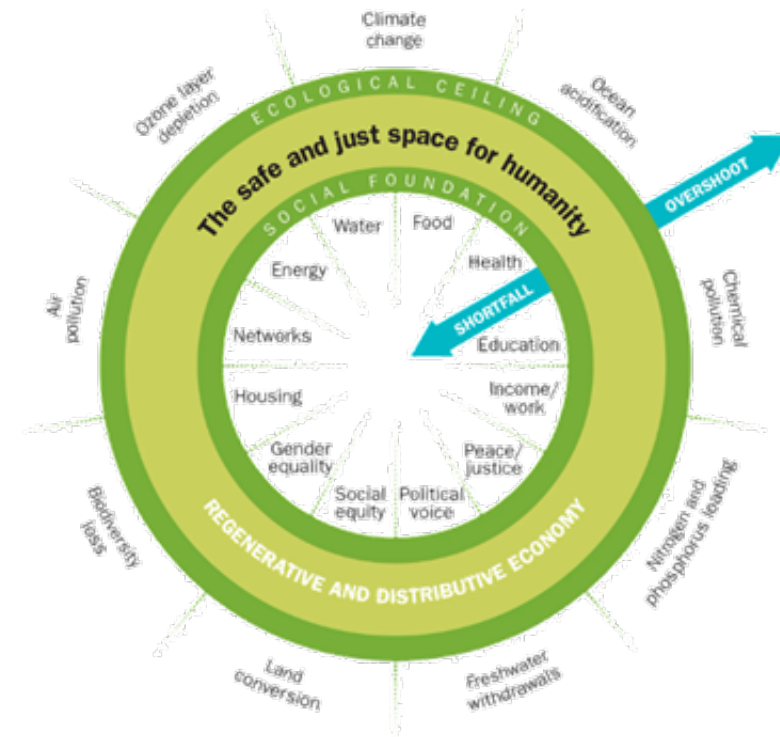 Climate
change
Ocean
acidification
Chemical
pollution
Nitrogen and
phosphorus loading
Freshwater
withdrawals
Land
conversion
Biodiversity
loss
Air
pollution
Ozone layer
depletion
ECOLOGICAL CEILING
The safe and just space for humanity
SOCIAL FOUNDATION
OVERSHOOT
SHORTFALL
Water
Food
Health
Education
Income/
work
Peace/
justice
Political
voice
Social
equity
Gender
equality
Housing
Networks
Energy
REGENERATIVE AND DISTRIBUTIVE ECONOMY